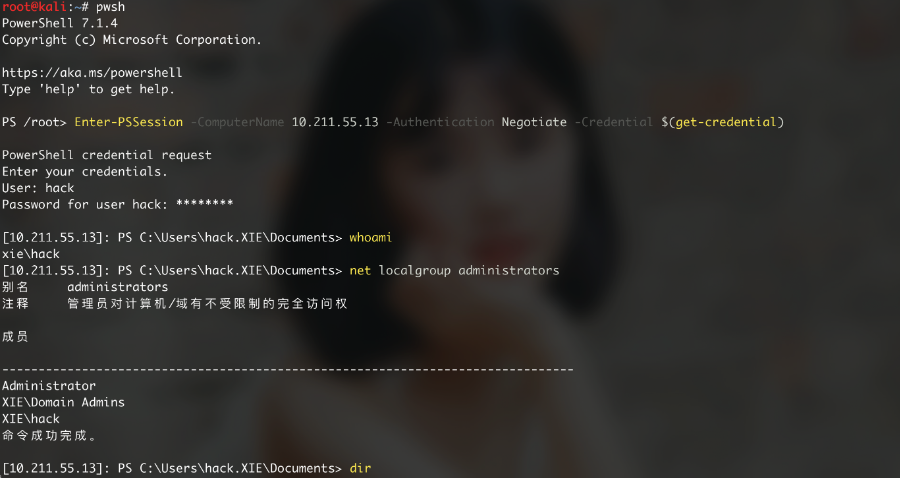 root@kali:~# pwsh
PowerShell 7.1.4
Copyright (c) Microsoft Corporation.
https://aka.ms/powershell
Type 'help' to get help.
PS /root> Enter-PSSession -ComputerName 10.211.55.13 -Authentication Negotiate -Credential $(get-credential)
PowerShell credential request
Enter your credentials.
User: hack
Password for user hack: ********
[10.211.55.13]: PS C:\Users\hack.XIE\Documents> whoami
xie\hack
[10.211.55.13]: PS C:\Users\hack.XIE\Documents> net localgroup administrators
别名     administrators
注释     管理员对计算机/域有不受限制的完全访问权
成员
-------------------------------------------------------------------------------
Administrator
XIE\Domain Admins
XIE\hack
命令成功完成。
[10.211.55.13]: PS C:\Users\hack.XIE\Documents> dir